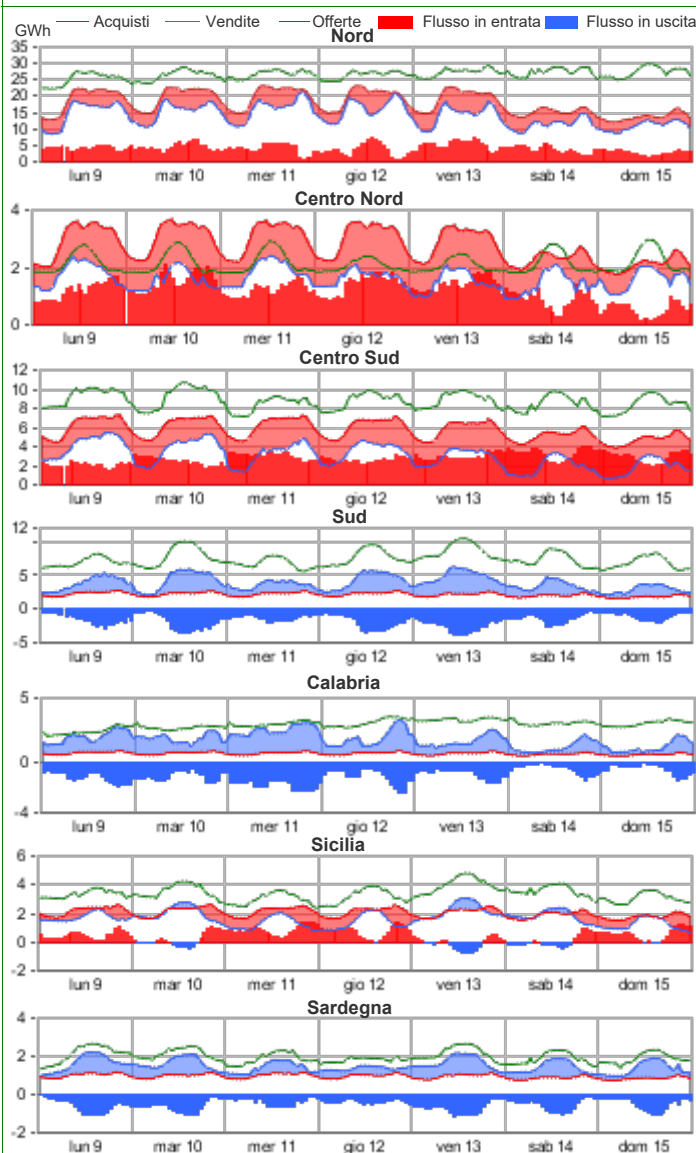 GWh Acquisti Vendite Offerte Flusso in entrata Flusso in uscita
Nord
35
30
25
20
15
10
5
0
lun 9 mar 10 mer 11 gio 12 ven 13 sab 14 dom 15
Centro Nord
4
2
0
lun 9 mar 10 mer 11 gio 12 ven 13 sab 14 dom 15
Centro Sud
12
10
8
6
4
2
0
lun 9 mar 10 mer 11 gio 12 ven 13 sab 14 dom 15
Sud
12
5
0
-5
lun 9 mar 10 mer 11 gio 12 ven 13 sab 14 dom 15
Calabria
5
0
-4
lun 9 mar 10 mer 11 gio 12 ven 13 sab 14 dom 15
Sicilia
6
4
2
0
-2
lun 9 mar 10 mer 11 gio 12 ven 13 sab 14 dom 15
Sardegna
4
2
0
-2
lun 9 mar 10 mer 11 gio 12 ven 13 sab 14 dom 15